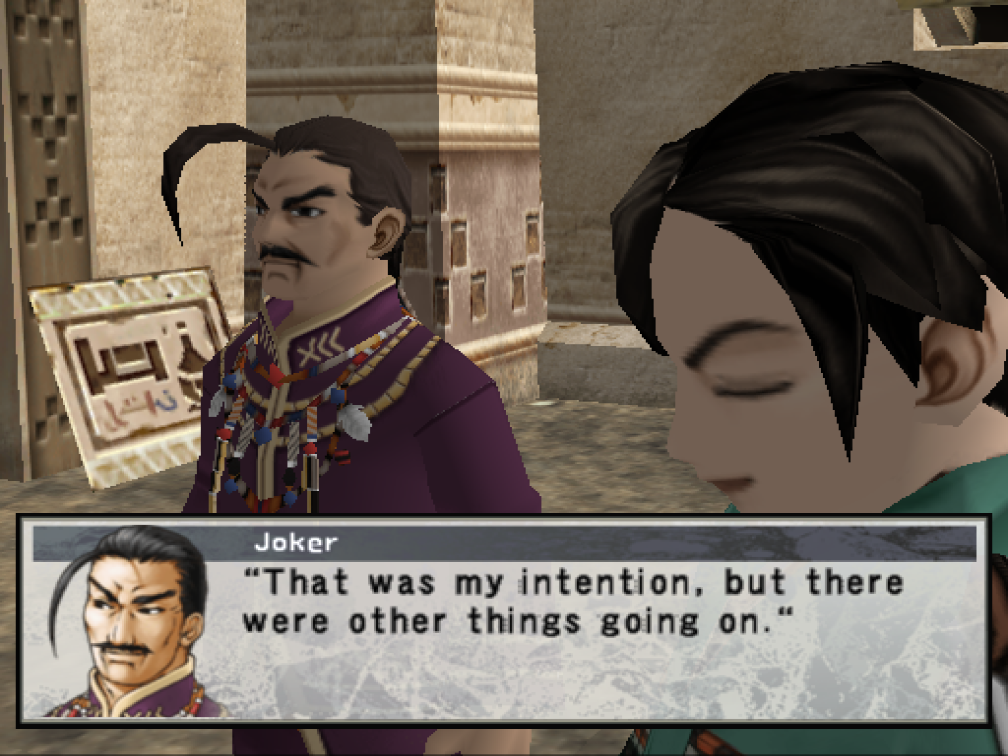 Joker
“That was my intention, but there
were other things going on.“